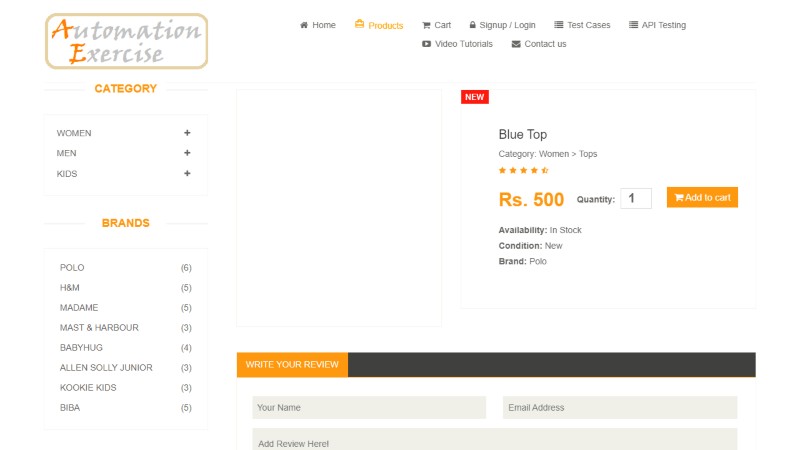 Automation
Exercise
Home
Products
Cart
Signup / Login
Test Cases
API Testing
Video Tutorials
Contact us
CATEGORY
WOMEN
MEN
KIDS
BRANDS
POLO (6)
H&M (5)
MADAME (5)
MAST & HARBOUR (3)
BABYHUG (4)
ALLEN SOLLY JUNIOR (3)
KOOKIE KIDS (3)
BIBA (5)
NEW
Blue Top
Category: Women > Tops
Rs. 500 Quantity: 1 Add to cart
Availability: In Stock
Condition: New
Brand: Polo
WRITE YOUR REVIEW
Your Name
Email Address
Add Review Here!